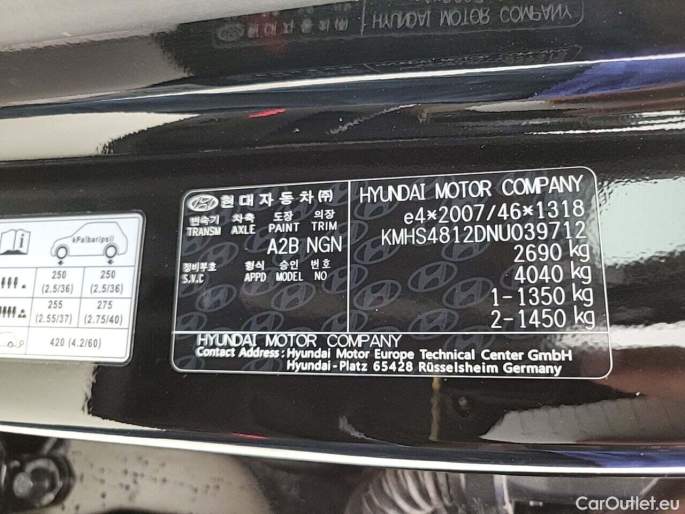 HYUNDAI MOTOR COMPANY
현대자동차㈜
변속기 차축 도장 의장
TRANSM AXLE PAINT TRIM
A2B NGN
정비부호 형식 승인 번호
S.V.C APPD MODEL NO
HYUNDAI MOTOR COMPANY
e4*2007/46*1318
KMHS4812DNU039712
2690 kg
4040 kg
1-1350 kg
2-1450 kg
HYUNDAI MOTOR COMPANY
Contact Address : Hyundai Motor Europe Technical Center GmbH
Hyundai-Platz 65428 Rüsselsheim Germany
kPa(bar/psi)
250 250
(2.5/36) (2.5/36)
255 275
(2.55/37) (2.75/40)
420 (4.2/60)
CarOutlet.eu